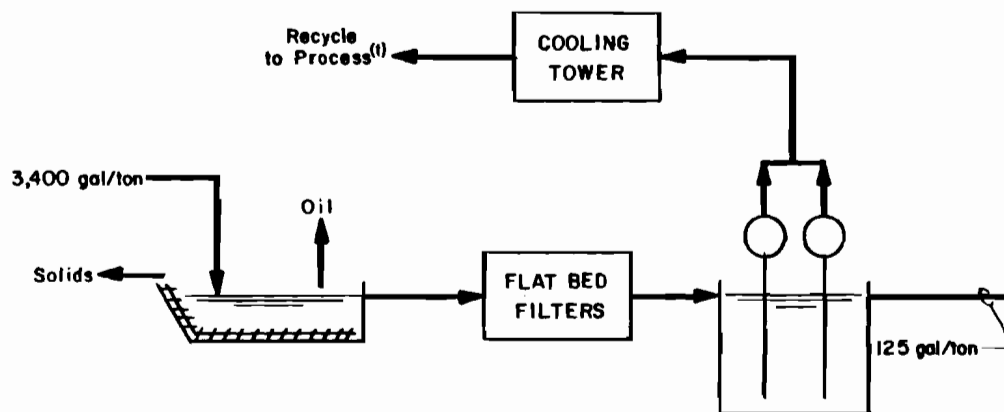 Recycle
to Process(1)
COOLING
TOWER
3,400 gal/ton
Oil
Solids
FLAT BED
FILTERS
125 gal/ton